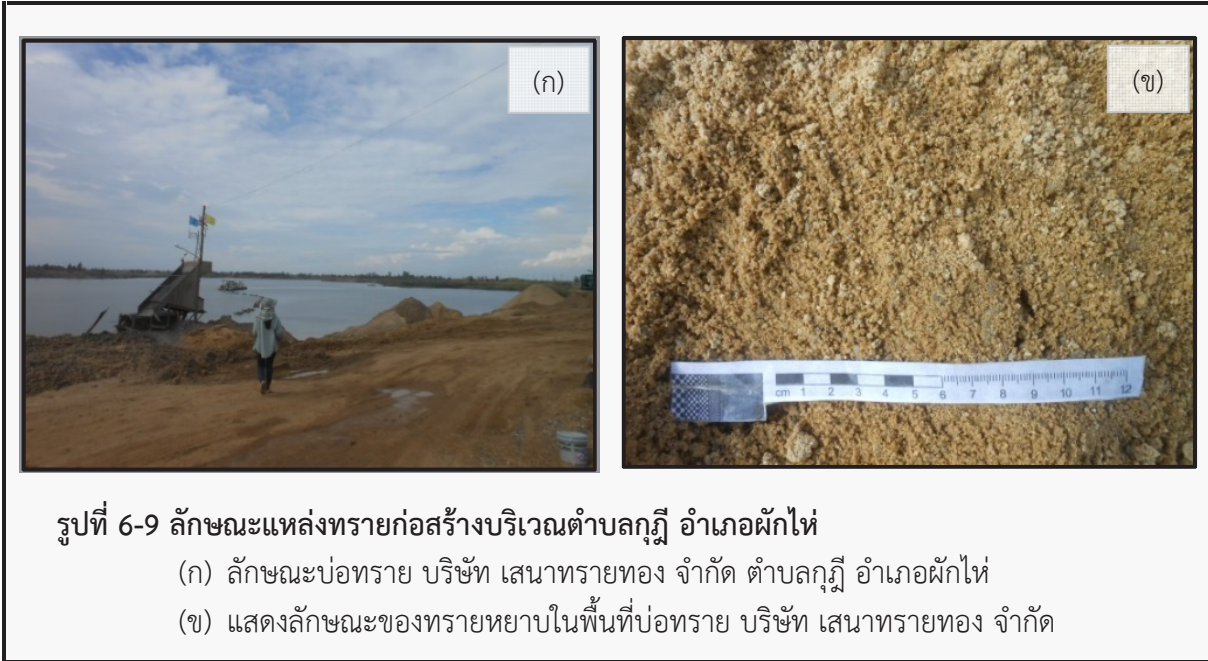 (ก)
(ข)
cm 1 2 3 4 5 6 7 8 9 10 11 12
รูปที่ 6-9 ลักษณะแหล่งทรายก่อสร้างบริเวณตำบลกุฎี อำเภอผักไห่
(ก) ลักษณะบ่อทราย บริษัท เสนาทรายทอง จำกัด ตำบลกุฎี อำเภอผักไห่
(ข) แสดงลักษณะของทรายหยาบในพื้นที่บ่อทราย บริษัท เสนาทรายทอง จำกัด